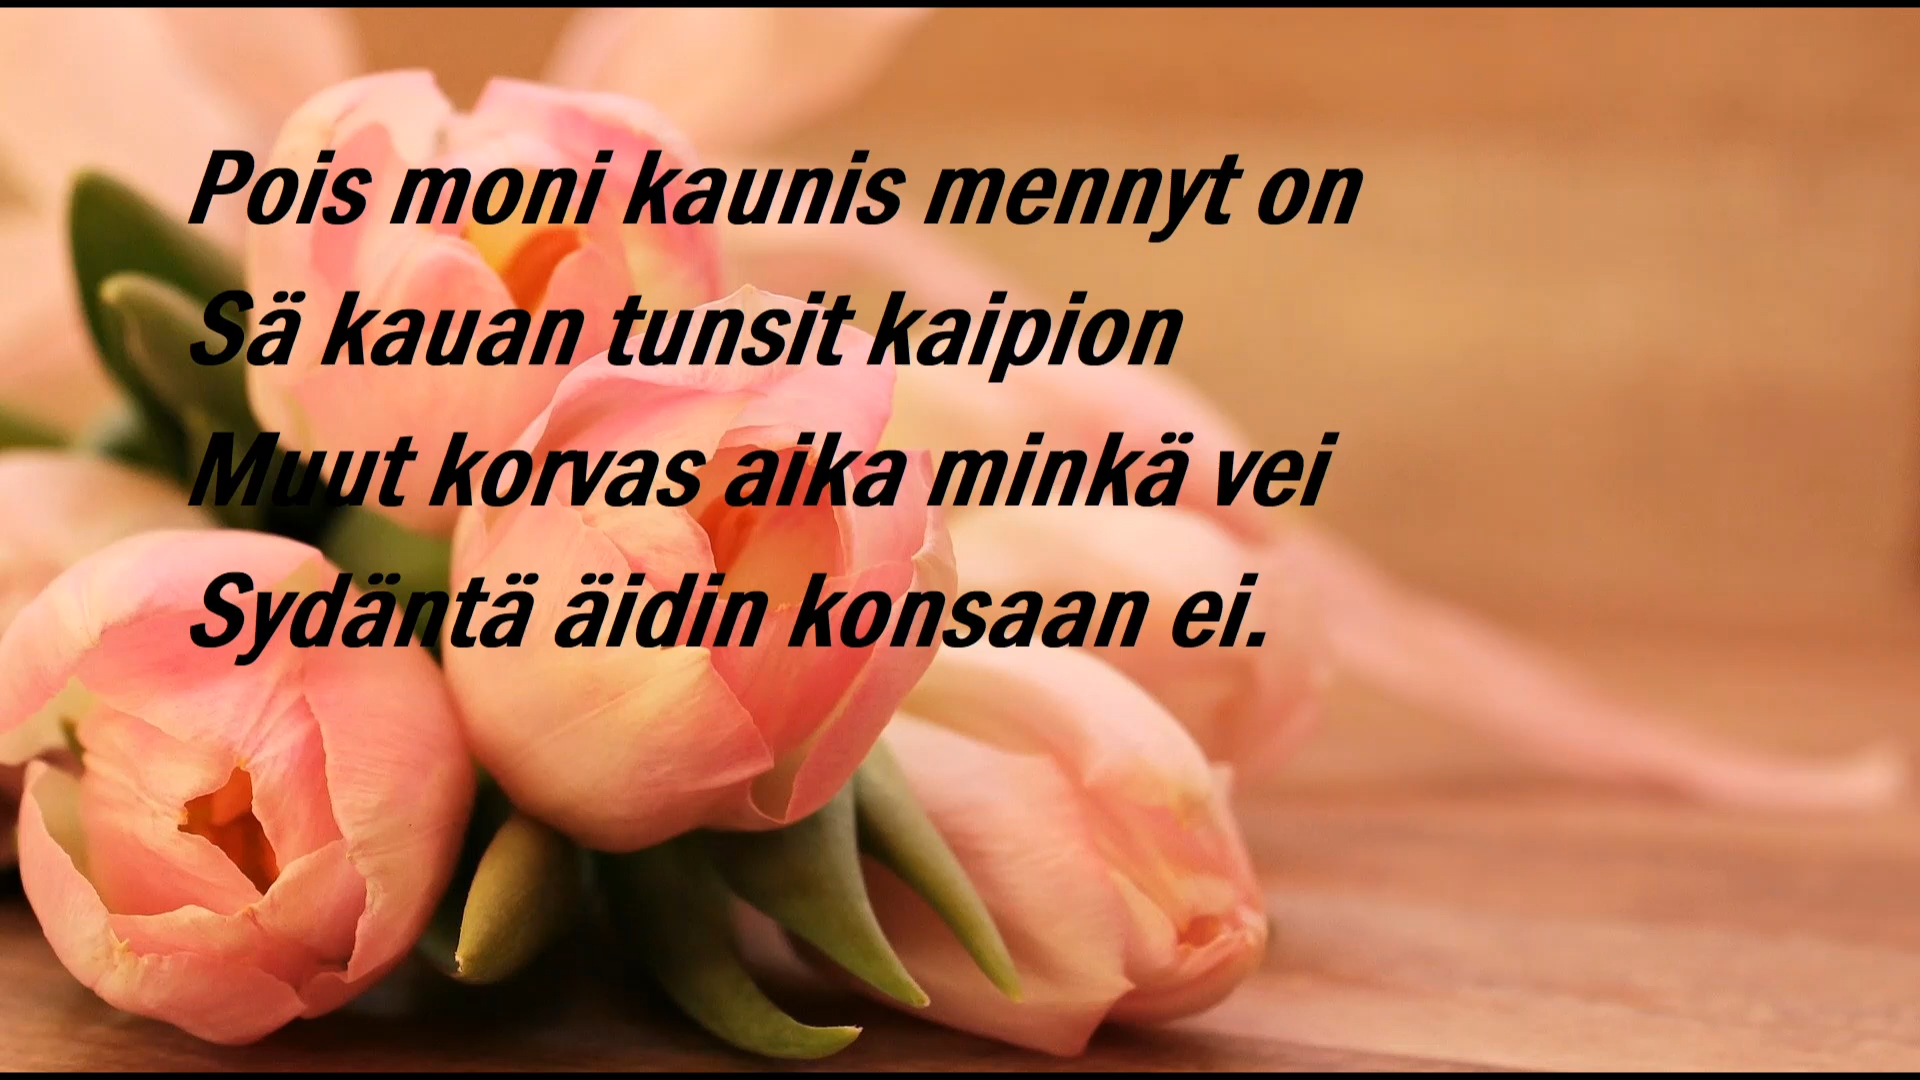 Pois moni kaunis mennyt on
Sä kauan tunsit kaipion
Muut korvas aika minkä vei
Sydäntä äidin konsaan ei.